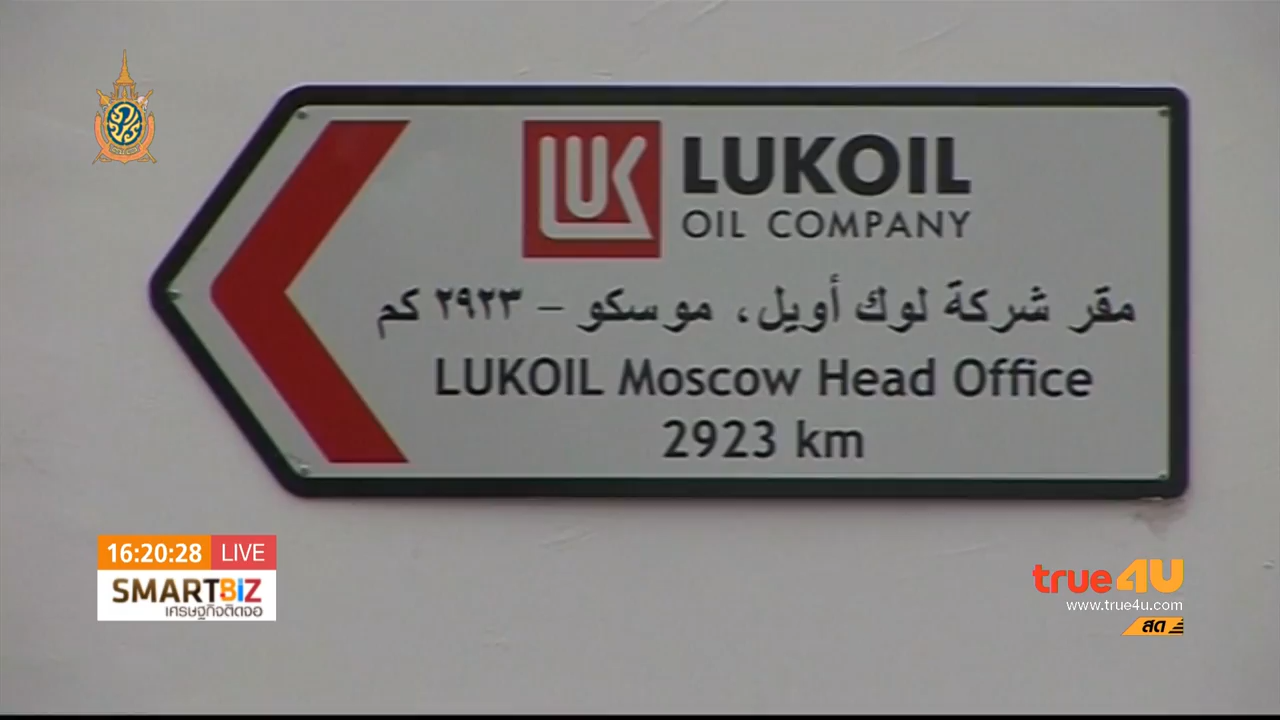 LUK
LUKOIL
OIL COMPANY
مقر شركة لوك أويل، موسكو – ٢٩٢٣ كم
LUKOIL Moscow Head Office
2923 km
16:20:28 LIVE
SMARTBIZ
เศรษฐกิจติดจอ
true4U
www.true4u.com
สด